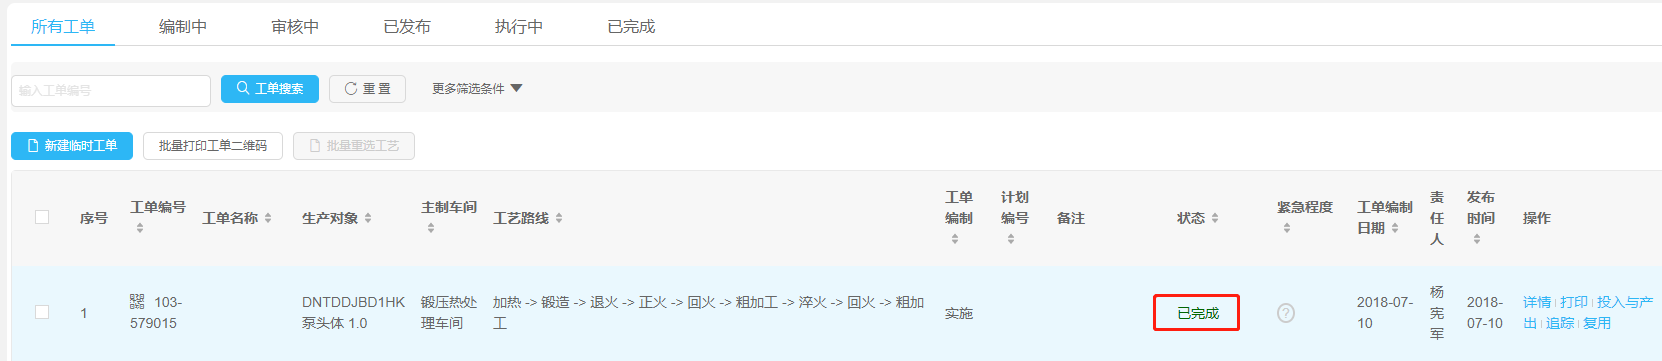 所有工单 编制中 审核中 已发布 执行中 已完成
输入工单编号 工单搜索 重 置 更多筛选条件
新建临时工单 批量打印工单二维码 批量重选工艺
序号 工单编号 工单名称 生产对象 主制车间 工艺路线 工单编制 计划编号 备注 状态 紧急程度 工单编制日期 责任人 发布时间 操作
1 103-579015 DNTDDJBD1HK 泵头体 1.0 锻压热处理车间 加热 -> 锻造 -> 退火 -> 正火 -> 回火 -> 粗加工 -> 淬火 -> 回火 -> 粗加工 实施 已完成 ? 2018-07-10 杨宪军 2018-07-10 详情 | 打印 | 投入与产出 | 追踪 | 复用